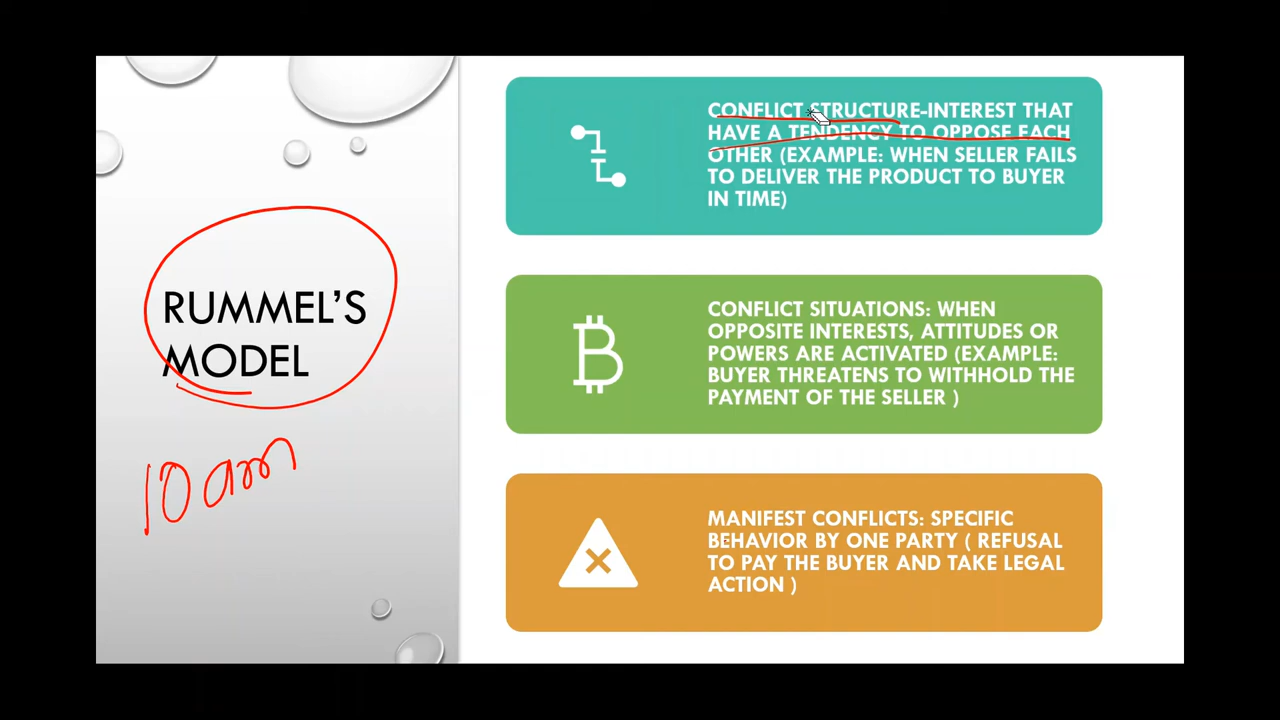 RUMMEL'S
MODEL
10 am
CONFLICT STRUCTURE-INTEREST THAT
HAVE A TENDENCY TO OPPOSE EACH
OTHER (EXAMPLE: WHEN SELLER FAILS
TO DELIVER THE PRODUCT TO BUYER
IN TIME)
CONFLICT SITUATIONS: WHEN
OPPOSITE INTERESTS, ATTITUDES OR
POWERS ARE ACTIVATED (EXAMPLE:
BUYER THREATENS TO WITHHOLD THE
PAYMENT OF THE SELLER )
MANIFEST CONFLICTS: SPECIFIC
BEHAVIOR BY ONE PARTY ( REFUSAL
TO PAY THE BUYER AND TAKE LEGAL
ACTION )